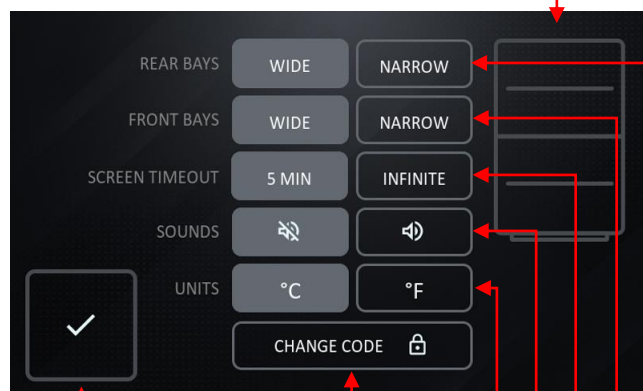 REAR BAYS WIDE NARROW
FRONT BAYS WIDE NARROW
SCREEN TIMEOUT 5 MIN INFINITE
SOUNDS
UNITS °C °F
CHANGE CODE